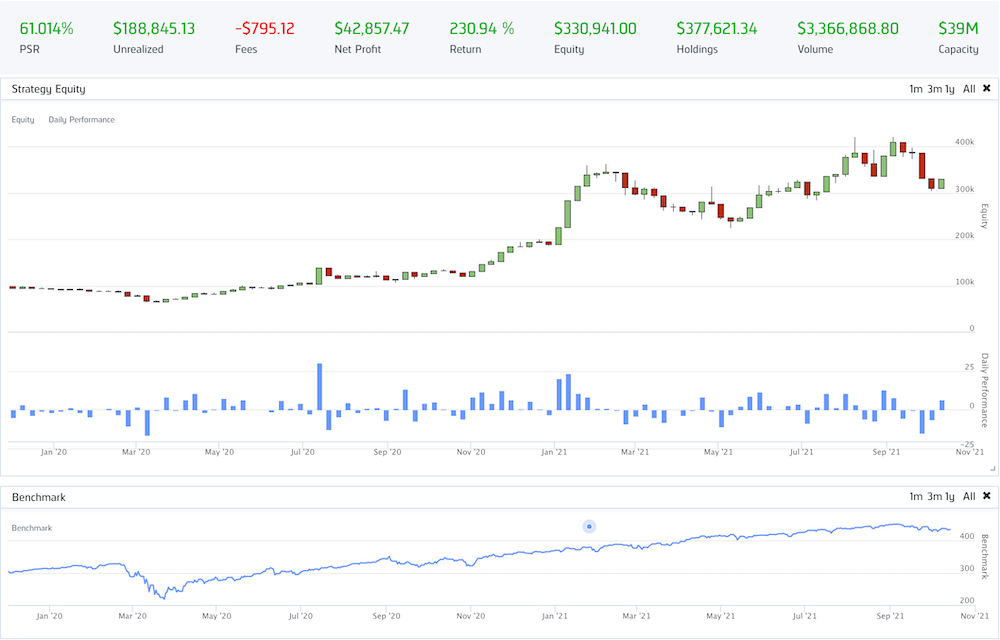 61.014% $188,845.13 -$795.12 $42,857.47 230.94 % $330,941.00 $377,621.34 $3,366,868.80 $39M
PSR Unrealized Fees Net Profit Return Equity Holdings Volume Capacity
Strategy Equity 1m 3m 1y All ✖
Equity Daily Performance
400k
300k
Equity
200k
100k
0
Daily Performance
25
0
-25
Jan '20 Mar '20 May '20 Jul '20 Sep '20 Nov '20 Jan '21 Mar '21 May '21 Jul '21 Sep '21 Nov '21
Benchmark 1m 3m 1y All ✖
Benchmark
400
Benchmark
300
200
Jan '20 Mar '20 May '20 Jul '20 Sep '20 Nov '20 Jan '21 Mar '21 May '21 Jul '21 Sep '21 Nov '21